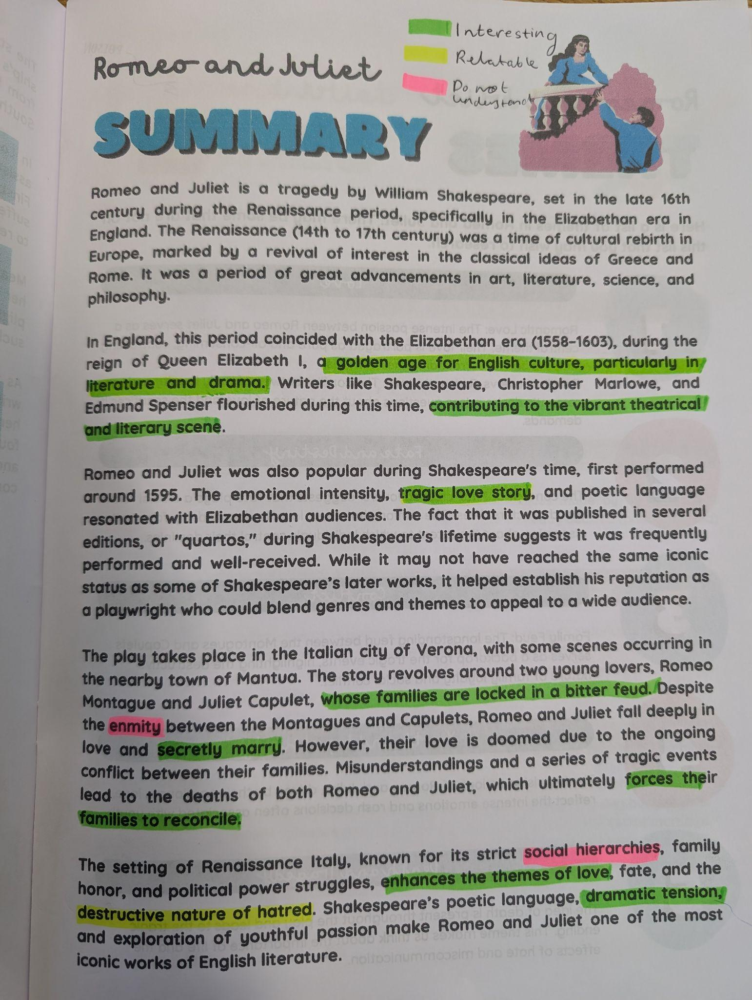 Interesting
Relatable
Do not
understand
Romeo and Juliet
SUMMARY
Romeo and Juliet is a tragedy by William Shakespeare, set in the late 16th
century during the Renaissance period, specifically in the Elizabethan era in
England. The Renaissance (14th to 17th century) was a time of cultural rebirth in
Europe, marked by a revival of interest in the classical ideas of Greece and
Rome. It was a period of great advancements in art, literature, science, and
philosophy.
In England, this period coincided with the Elizabethan era (1558–1603), during the
reign of Queen Elizabeth I, a golden age for English culture, particularly in
literature and drama. Writers like Shakespeare, Christopher Marlowe, and
Edmund Spenser flourished during this time, contributing to the vibrant theatrical
and literary scene.
Romeo and Juliet was also popular during Shakespeare's time, first performed
around 1595. The emotional intensity, tragic love story, and poetic language
resonated with Elizabethan audiences. The fact that it was published in several
editions, or "quartos," during Shakespeare's lifetime suggests it was frequently
performed and well-received. While it may not have reached the same iconic
status as some of Shakespeare's later works, it helped establish his reputation as
a playwright who could blend genres and themes to appeal to a wide audience.
The play takes place in the Italian city of Verona, with some scenes occurring in
the nearby town of Mantua. The story revolves around two young lovers, Romeo
Montague and Juliet Capulet, whose families are locked in a bitter feud. Despite
the enmity between the Montagues and Capulets, Romeo and Juliet fall deeply in
love and secretly marry. However, their love is doomed due to the ongoing
conflict between their families. Misunderstandings and a series of tragic events
lead to the deaths of both Romeo and Juliet, which ultimately forces their
families to reconcile.
The setting of Renaissance Italy, known for its strict social hierarchies, family
honor, and political power struggles, enhances the themes of love, fate, and the
destructive nature of hatred. Shakespeare's poetic language, dramatic tension,
and exploration of youthful passion make Romeo and Juliet one of the most
iconic works of English literature.